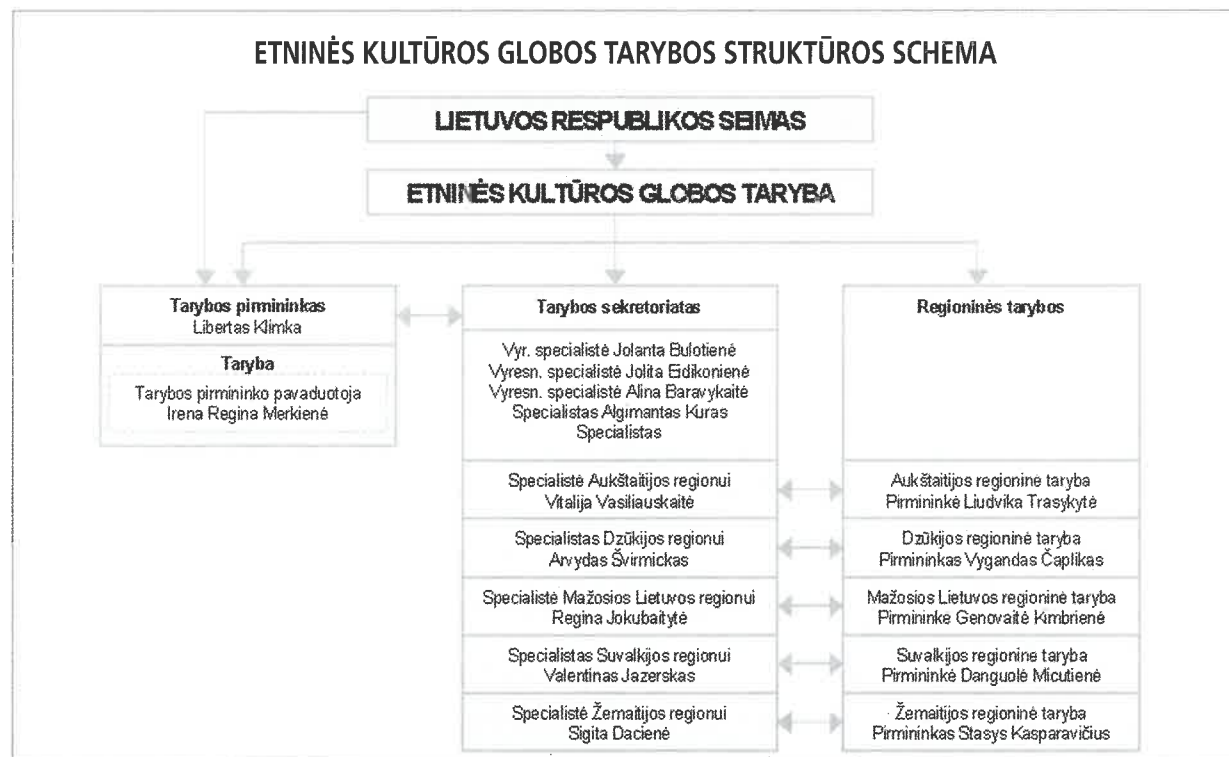 ETNINĖS KULTŪROS GLOBOS TARYBOS STRUKTŪROS SCHEMA
LIETUVOS RESPUBLIKOS SEIMAS
ETNINĖS KULTŪROS GLOBOS TARYBA
Tarybos pirmininkas
Libertas Klimka
Taryba
Tarybos pirmininko pavaduotoja
Irena Regina Merkienė
Tarybos sekretoriatas
Vyr. specialistė Jolanta Bulotienė
Vyresn. specialistė Jolita Eidikonienė
Vyresn. specialistė Alina Baravykaitė
Specialistas Algimantas Kuras
Specialistas
Specialistė Aukštaitijos regionui
Vitalija Vasiliauskaitė
Specialistas Dzūkijos regionui
Arvydas Švirmickas
Specialistė Mažosios Lietuvos regionui
Regina Jokubaitytė
Specialistas Suvalkijos regionui
Valentinas Jazerskas
Specialistė Žemaitijos regionui
Sigita Dacienė
Regioninės tarybos
Aukštaitijos regioninė taryba
Pirmininkė Liudvika Trasykytė
Dzūkijos regioninė taryba
Pirmininkas Vygandas Čaplikas
Mažosios Lietuvos regioninė taryba
Pirmininkė Genovaitė Kimbrienė
Suvalkijos regioninė taryba
Pirmininkė Danguolė Micutienė
Žemaitijos regioninė taryba
Pirmininkas Stasys Kasparavičius